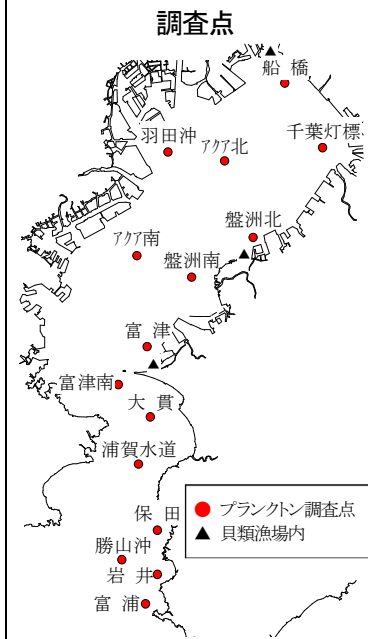 調査点
船 橋
羽田沖
アクア北
千葉灯標
盤洲北
アクア南
盤洲南
富 津
富津南
大 貫
浦賀水道
保 田
勝山沖
岩 井
富 浦
プランクトン調査点
貝類漁場内